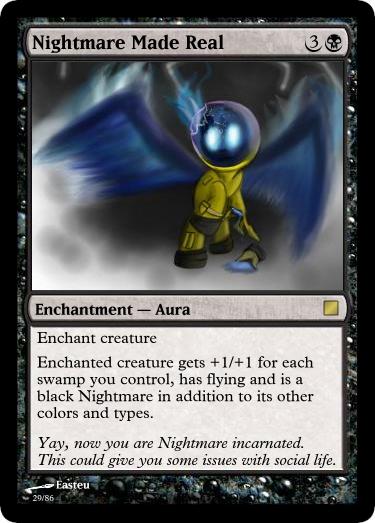 Nightmare Made Real 3
Enchantment — Aura
Enchant creature
Enchanted creature gets +1/+1 for each
swamp you control, has flying and is a
black Nightmare in addition to its other
colors and types.
Yay, now you are Nightmare incarnated.
This could give you some issues with social life.
Easteu
29/86